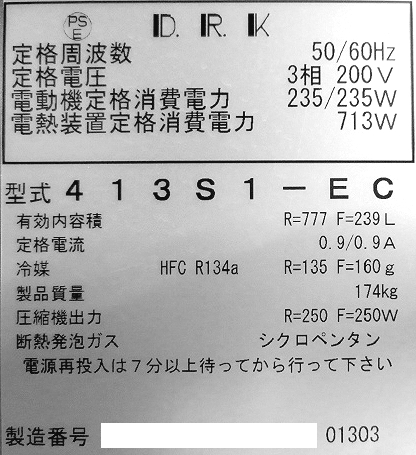 PS
E
D. R. K
定格周波数 50/60Hz
定格電圧 3相 200V
電動機定格消費電力 235/235W
電熱装置定格消費電力 713W
型式 413S1-EC
有効内容積 R=777 F=239L
定格電流 0.9/0.9A
冷媒 HFC R134a R=135 F=160g
製品質量 174kg
圧縮機出力 R=250 F=250W
断熱発泡ガス シクロペンタン
電源再投入は7分以上待ってから行って下さい
製造番号 01303